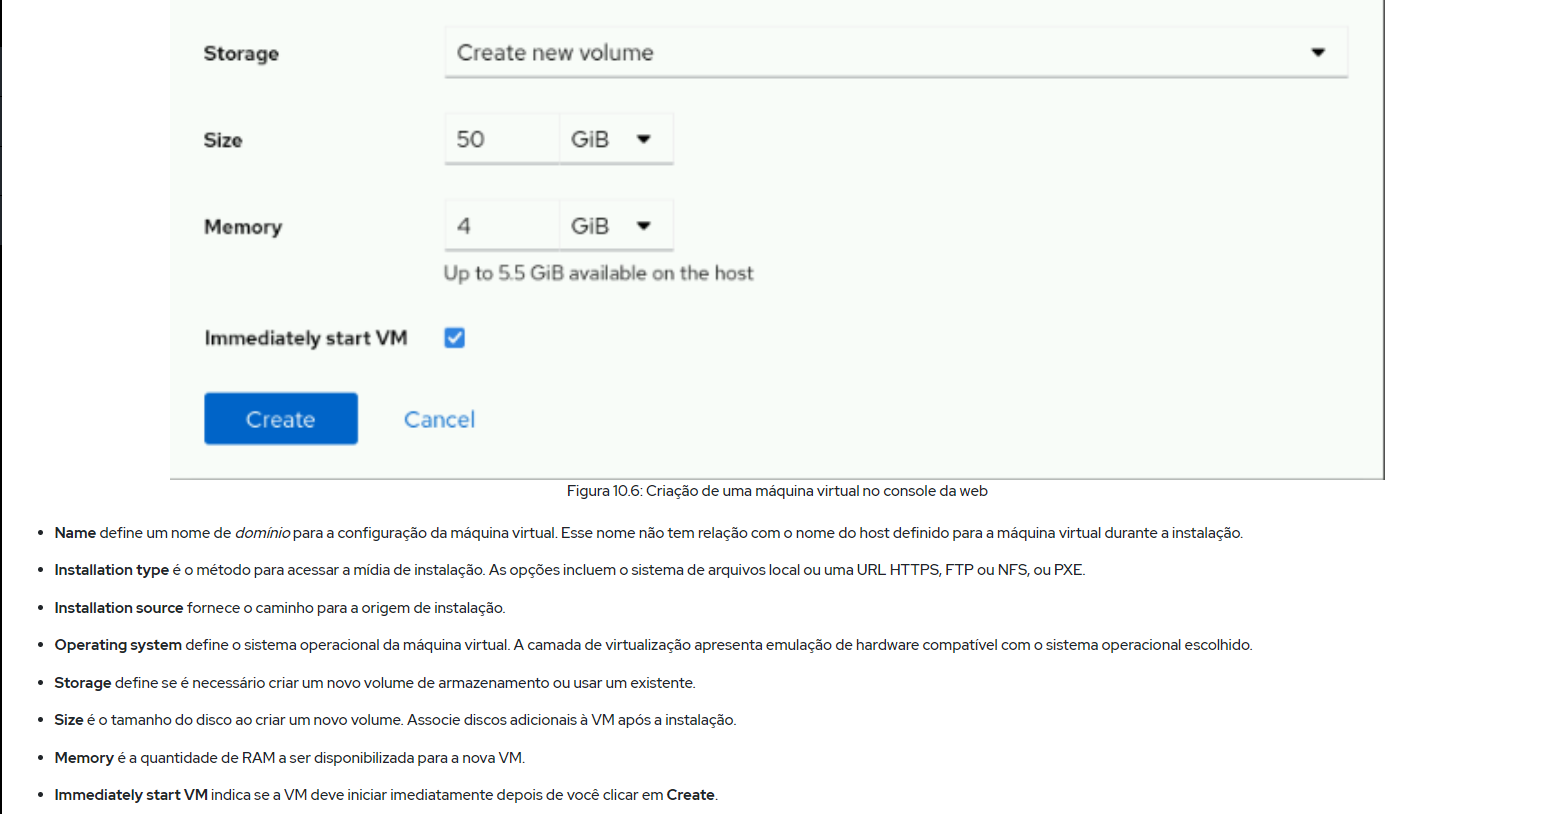 Storage
Create new volume
Size
50 GiB
Memory
4 GiB
Up to 5.5 GiB available on the host
Immediately start VM
Create Cancel
Figura 10.6: Criação de uma máquina virtual no console da web
• Name define um nome de domínio para a configuração da máquina virtual. Esse nome não tem relação com o nome do host definido para a máquina virtual durante a instalação.
• Installation type é o método para acessar a mídia de instalação. As opções incluem o sistema de arquivos local ou uma URL HTTPS, FTP ou NFS, ou PXE.
• Installation source fornece o caminho para a origem de instalação.
• Operating system define o sistema operacional da máquina virtual. A camada de virtualização apresenta emulação de hardware compatível com o sistema operacional escolhido.
• Storage define se é necessário criar um novo volume de armazenamento ou usar um existente.
• Size é o tamanho do disco ao criar um novo volume. Associe discos adicionais à VM após a instalação.
• Memory é a quantidade de RAM a ser disponibilizada para a nova VM.
• Immediately start VM indica se a VM deve iniciar imediatamente depois de você clicar em Create.